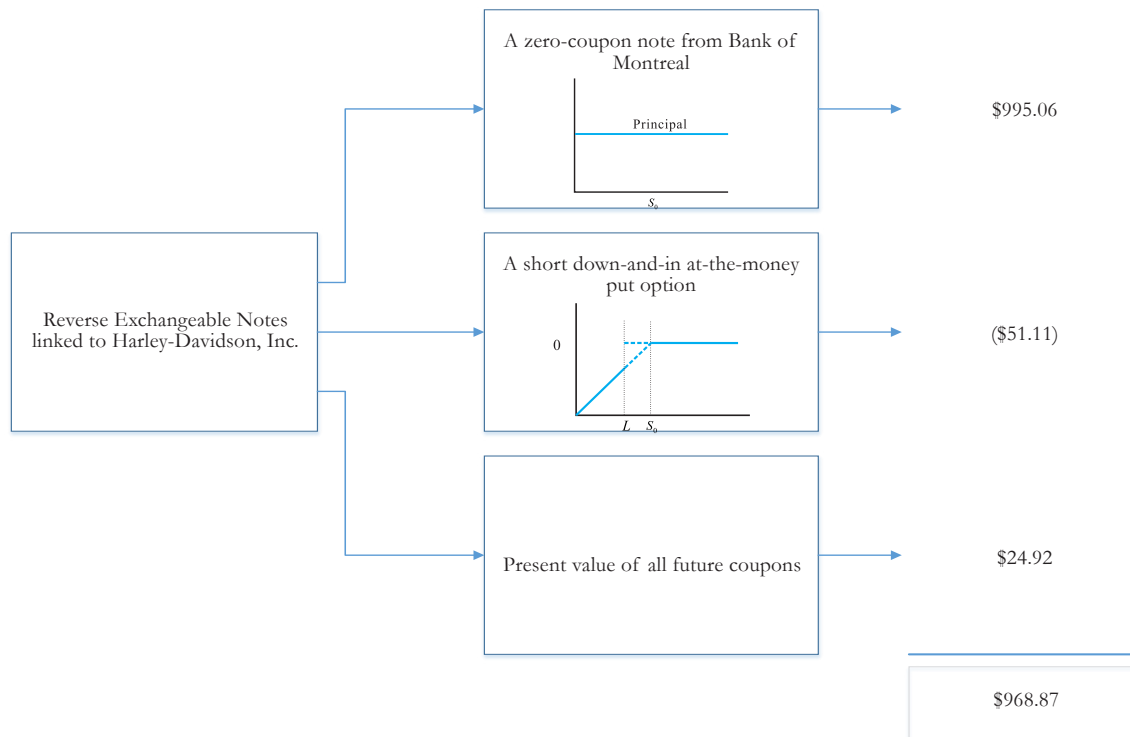 A zero-coupon note from Bank of
Montreal
Principal
S₀
$995.06
Reverse Exchangeable Notes
linked to Harley-Davidson, Inc.
A short down-and-in at-the-money
put option
0
L S₀
($51.11)
Present value of all future coupons
$24.92
$968.87